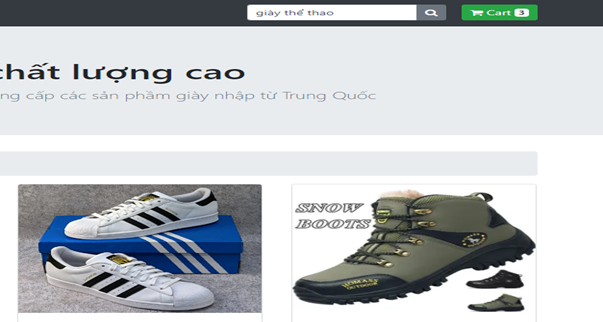 giày thể thao
Cart 3
chất lượng cao
ng cấp các sản phầm giày nhập từ Trung Quốc
SNOW
BOOTS